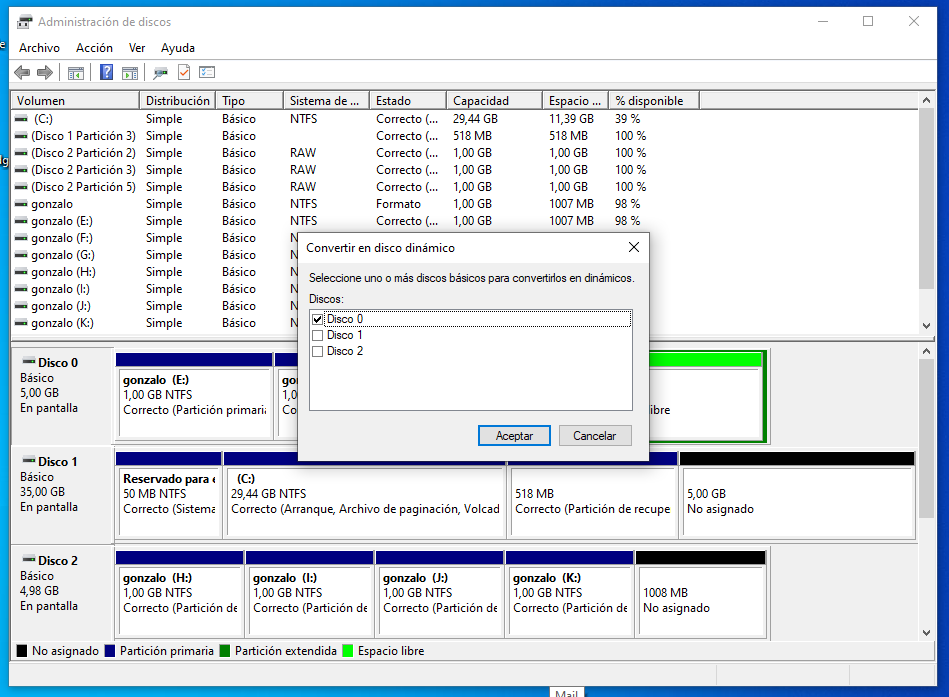 Administración de discos
Archivo Acción Ver Ayuda
Volumen Distribución Tipo Sistema de ... Estado Capacidad Espacio ... % disponible
(C:) Simple Básico NTFS Correcto (... 29,44 GB 11,39 GB 39 %
(Disco 1 Partición 3) Simple Básico Correcto (... 518 MB 518 MB 100 %
(Disco 2 Partición 2) Simple Básico RAW Correcto (... 1,00 GB 1,00 GB 100 %
(Disco 2 Partición 3) Simple Básico RAW Correcto (... 1,00 GB 1,00 GB 100 %
(Disco 2 Partición 5) Simple Básico RAW Correcto (... 1,00 GB 1,00 GB 100 %
gonzalo Simple Básico NTFS Formato 1,00 GB 1007 MB 98 %
gonzalo (E:) Simple Básico NTFS Correcto (... 1,00 GB 1007 MB 98 %
gonzalo (F:) Simple Básico
gonzalo (G:) Simple Básico
gonzalo (H:) Simple Básico
gonzalo (I:) Simple Básico
gonzalo (J:) Simple Básico
gonzalo (K:) Simple Básico
Convertir en disco dinámico
Seleccione uno o más discos básicos para convertirlos en dinámicos.
Discos:
Disco 0
Disco 1
Disco 2
Aceptar Cancelar
Disco 0
Básico
5,00 GB
En pantalla
gonzalo (E:)
1,00 GB NTFS
Correcto (Partición primari
ibre
Disco 1
Básico
35,00 GB
En pantalla
Reservado para
50 MB NTFS
Correcto (Sistema
(C:)
29,44 GB NTFS
Correcto (Arranque, Archivo de paginación, Volcad
518 MB
Correcto (Partición de recupe
5,00 GB
No asignado
Disco 2
Básico
4,98 GB
En pantalla
gonzalo (H:)
1,00 GB NTFS
Correcto (Partición de
gonzalo (I:)
1,00 GB NTFS
Correcto (Partición de
gonzalo (J:)
1,00 GB NTFS
Correcto (Partición de
gonzalo (K:)
1,00 GB NTFS
Correcto (Partición de
1008 MB
No asignado
No asignado Partición primaria Partición extendida Espacio libre
Mail